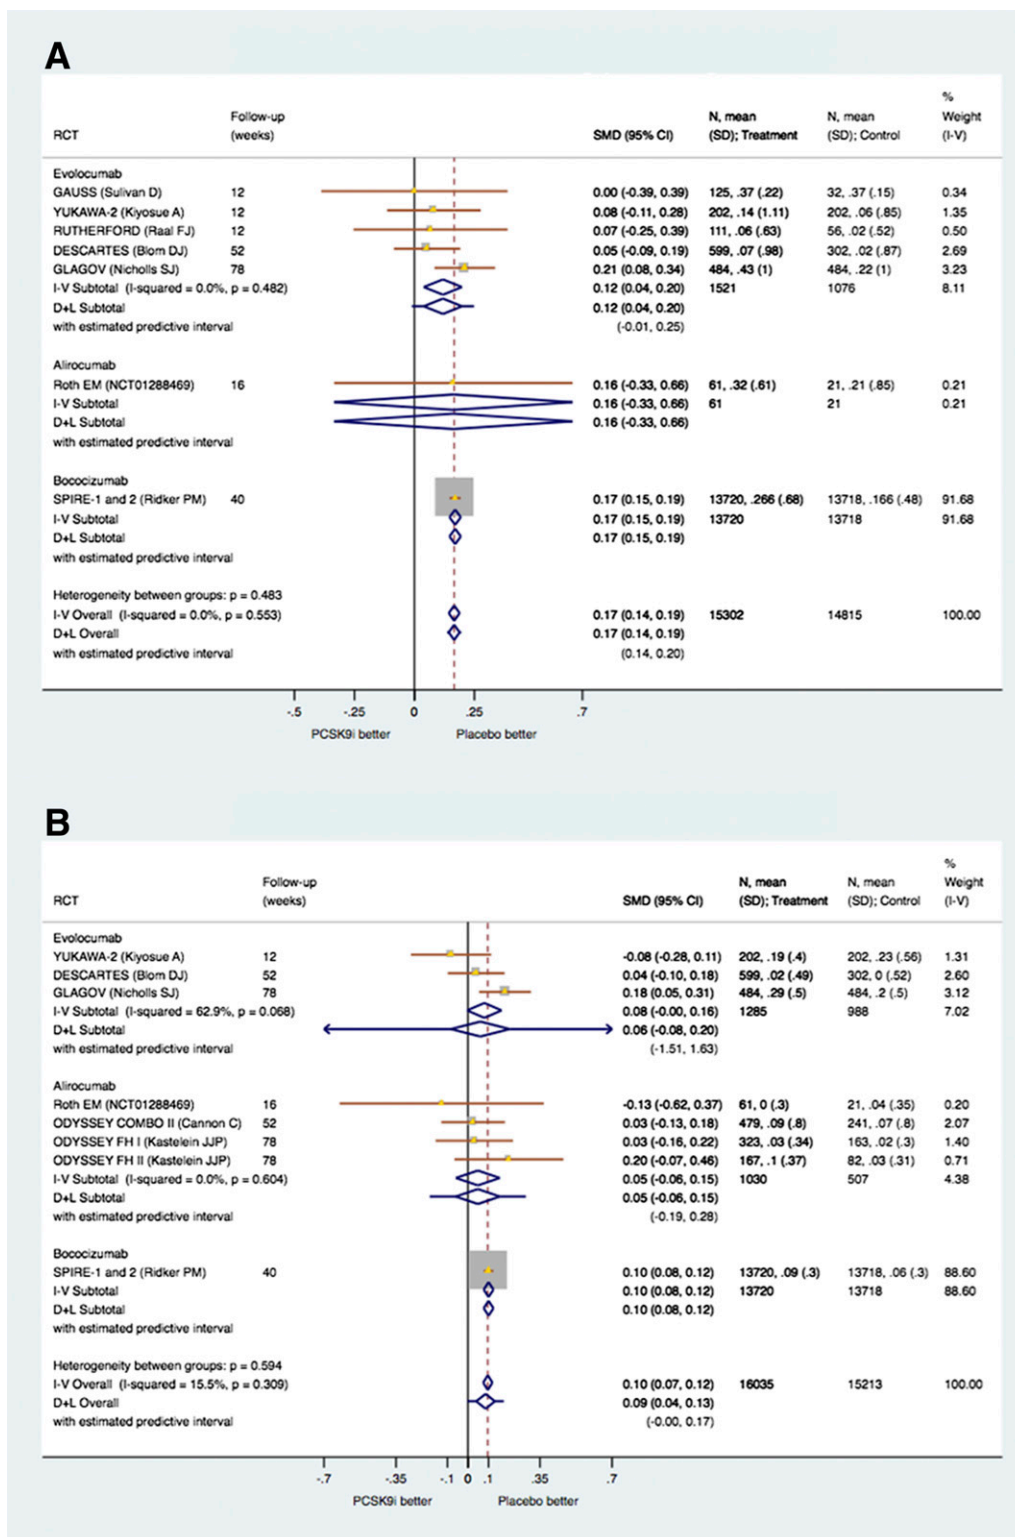 A
%
Follow-up N, mean N, mean Weight
RCT (weeks) SMD (95% CI) (SD); Treatment (SD); Control (I-V)
Evolocumab
GAUSS (Sulivan D) 12 0.00 (-0.39, 0.39) 125, .37 (.22) 32, .37 (.15) 0.34
YUKAWA-2 (Kiyosue A) 12 0.08 (-0.11, 0.28) 202, .14 (1.11) 202, .06 (.85) 1.35
RUTHERFORD (Raal FJ) 12 0.07 (-0.25, 0.39) 111, .06 (.63) 56, .02 (.52) 0.50
DESCARTES (Blom DJ) 52 0.05 (-0.09, 0.19) 599, .07 (.98) 302, .02 (.87) 2.69
GLAGOV (Nicholls SJ) 78 0.21 (0.08, 0.34) 484, .43 (1) 484, .22 (1) 3.23
I-V Subtotal (I-squared = 0.0%, p = 0.482) 0.12 (0.04, 0.20) 1521 1076 8.11
D+L Subtotal 0.12 (0.04, 0.20)
with estimated predictive interval (-0.01, 0.25)
Alirocumab
Roth EM (NCT01288469) 16 0.16 (-0.33, 0.66) 61, .32 (.61) 21, .21 (.85) 0.21
I-V Subtotal 0.16 (-0.33, 0.66) 61 21 0.21
D+L Subtotal 0.16 (-0.33, 0.66)
with estimated predictive interval
Bococizumab
SPIRE-1 and 2 (Ridker PM) 40 0.17 (0.15, 0.19) 13720, .266 (.68) 13718, .166 (.48) 91.68
I-V Subtotal 0.17 (0.15, 0.19) 13720 13718 91.68
D+L Subtotal 0.17 (0.15, 0.19)
with estimated predictive interval
Heterogeneity between groups: p = 0.483
I-V Overall (I-squared = 0.0%, p = 0.553) 0.17 (0.14, 0.19) 15302 14815 100.00
D+L Overall 0.17 (0.14, 0.19)
with estimated predictive interval (0.14, 0.20)
-.5 -.25 0 .25 .7
PCSK9i better Placebo better
B
%
Follow-up N, mean N, mean Weight
RCT (weeks) SMD (95% CI) (SD); Treatment (SD); Control (I-V)
Evolocumab
YUKAWA-2 (Kiyosue A) 12 -0.08 (-0.28, 0.11) 202, .19 (.4) 202, .23 (.56) 1.31
DESCARTES (Blom DJ) 52 0.04 (-0.10, 0.18) 599, .02 (.49) 302, 0 (.52) 2.60
GLAGOV (Nicholls SJ) 78 0.18 (0.05, 0.31) 484, .29 (.5) 484, .2 (.5) 3.12
I-V Subtotal (I-squared = 62.9%, p = 0.068) 0.08 (-0.00, 0.16) 1285 988 7.02
D+L Subtotal 0.06 (-0.08, 0.20)
with estimated predictive interval (-1.51, 1.63)
Alirocumab
Roth EM (NCT01288469) 16 -0.13 (-0.62, 0.37) 61, 0 (.3) 21, .04 (.35) 0.20
ODYSSEY COMBO II (Cannon C) 52 0.03 (-0.13, 0.18) 479, .09 (.8) 241, .07 (.8) 2.07
ODYSSEY FH I (Kastelein JJP) 78 0.03 (-0.16, 0.22) 323, .03 (.34) 163, .02 (.3) 1.40
ODYSSEY FH II (Kastelein JJP) 78 0.20 (-0.07, 0.46) 167, .1 (.37) 82, .03 (.31) 0.71
I-V Subtotal (I-squared = 0.0%, p = 0.604) 0.05 (-0.06, 0.15) 1030 507 4.38
D+L Subtotal 0.05 (-0.06, 0.15)
with estimated predictive interval (-0.19, 0.28)
Bococizumab
SPIRE-1 and 2 (Ridker PM) 40 0.10 (0.08, 0.12) 13720, .09 (.3) 13718, .06 (.3) 88.60
I-V Subtotal 0.10 (0.08, 0.12) 13720 13718 88.60
D+L Subtotal 0.10 (0.08, 0.12)
with estimated predictive interval
Heterogeneity between groups: p = 0.594
I-V Overall (I-squared = 15.5%, p = 0.309) 0.10 (0.07, 0.12) 16035 15213 100.00
D+L Overall 0.09 (0.04, 0.13)
with estimated predictive interval (-0.00, 0.17)
-.7 -.35 -.1 0 .1 .35 .7
PCSK9i better Placebo better